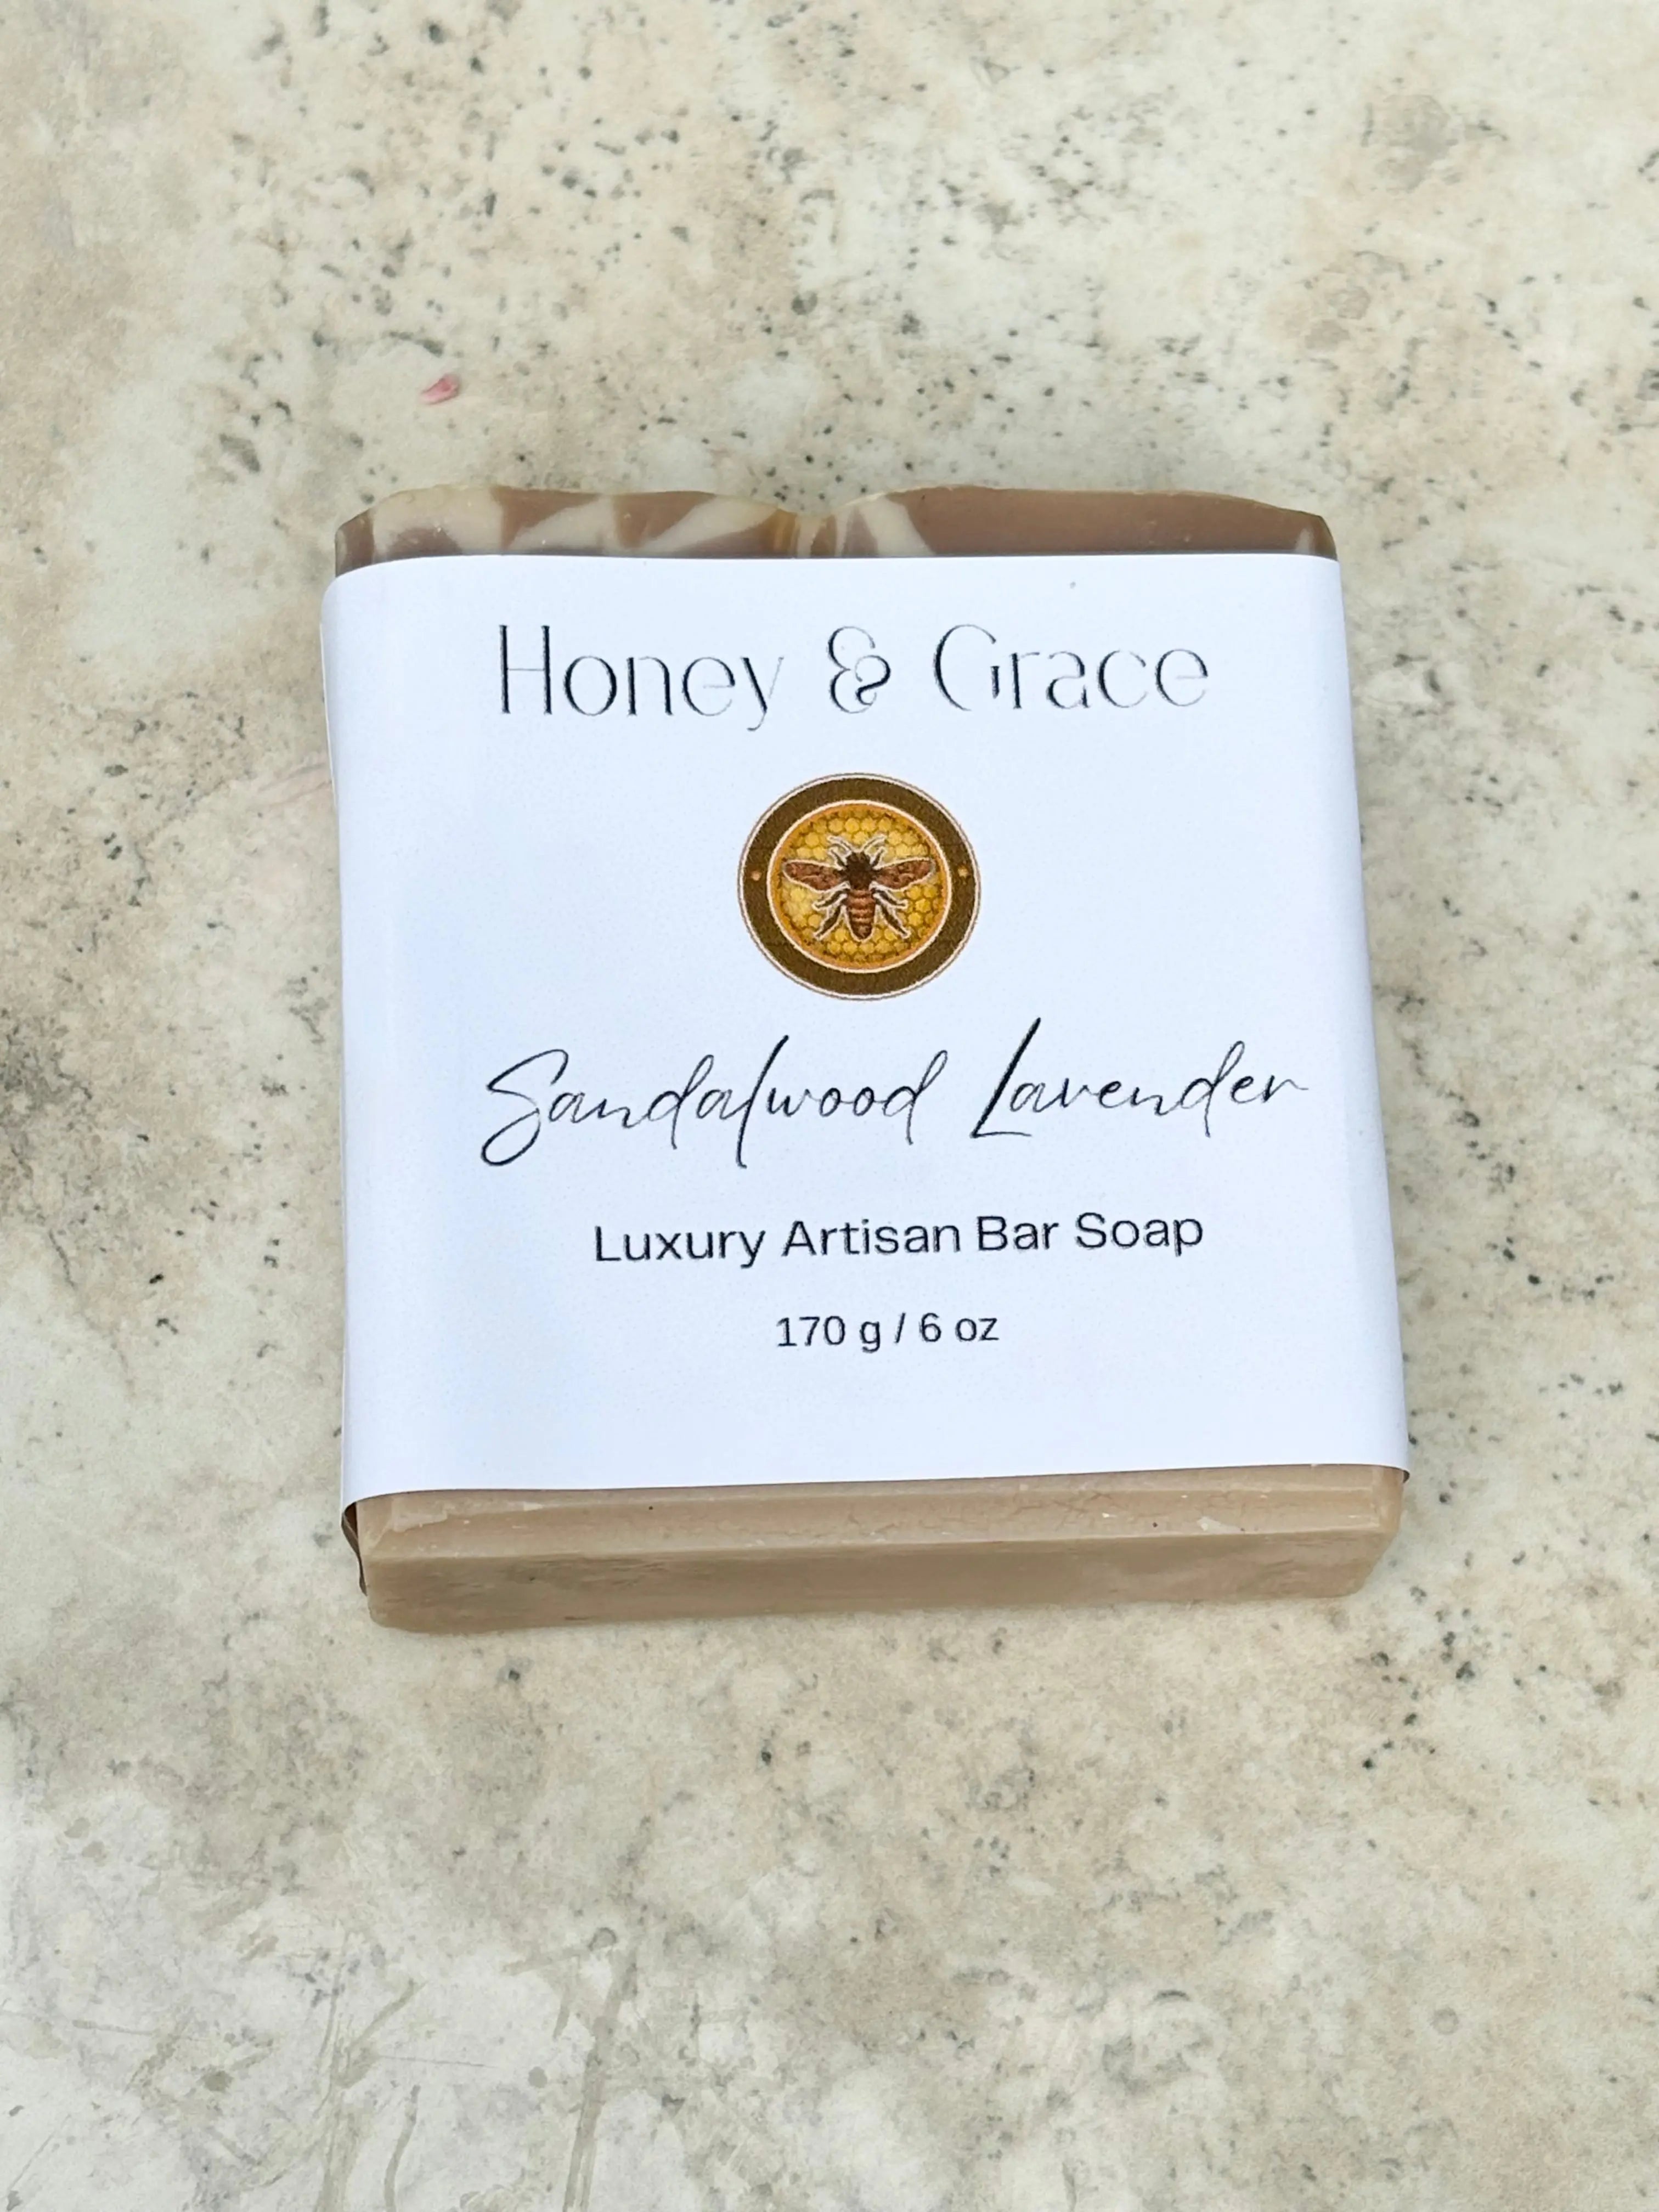 Honey & Grace
Sandalwood Lavender
Luxury Artisan Bar Soap
170 g / 6 oz